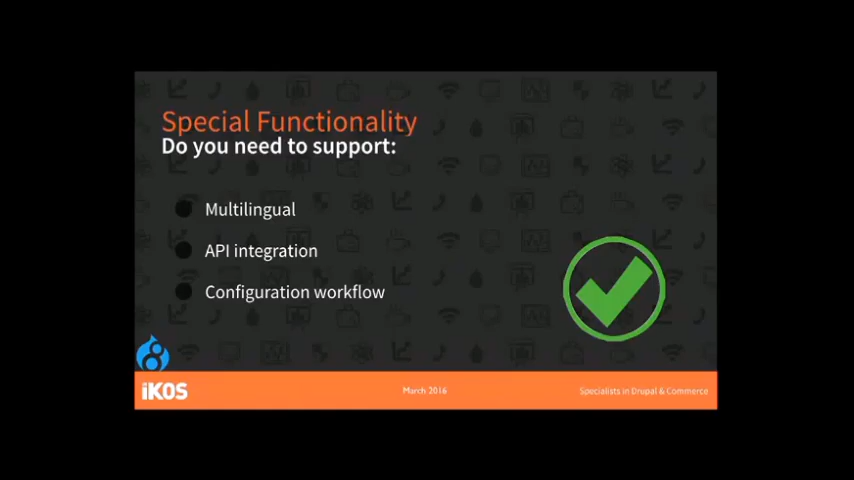 Special Functionality
Do you need to support:
Multilingual
API integration
Configuration workflow
iKOS
March 2016
Specialists in Drupal & Commerce